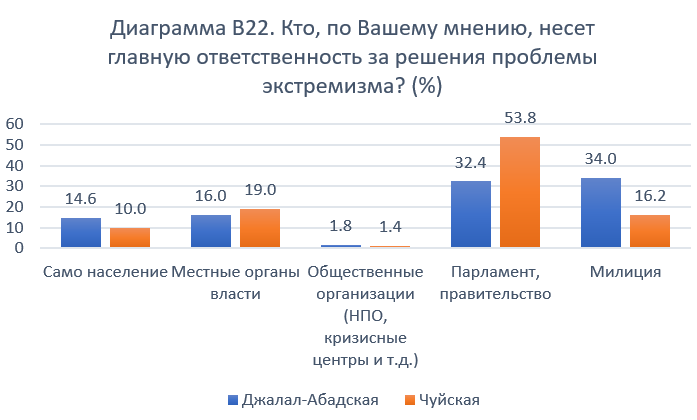 Диаграмма В22. Кто, по Вашему мнению, несет
главную ответственность за решения проблемы
экстремизма? (%)
60
50
40
30
20
10
0
14.6
10.0
16.0
19.0
1.8
1.4
32.4
53.8
34.0
16.2
Само население
Местные органы
власти
Общественные
организации
(НПО,
кризисные
центры и т.д.)
Парламент,
правительство
Милиция
Джалал-Абадская
Чуйская